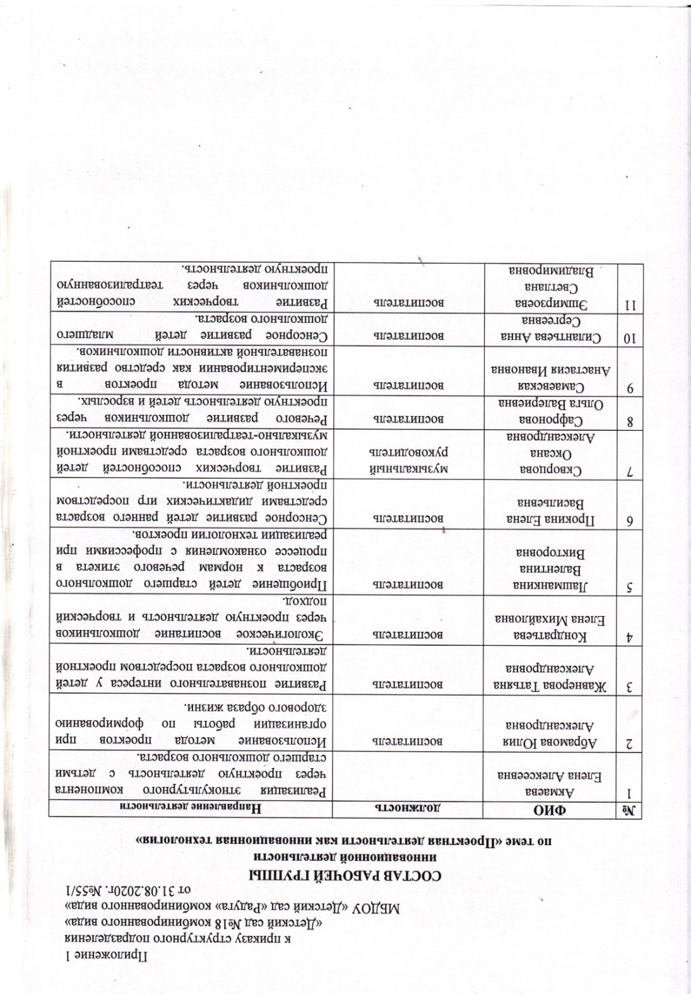 Приложение 1
к приказу структурного подразделения
«Детский сад №18 комбинированного вида»
МБДОУ «Детский сад «Радуга» комбинированного вида»
от 31.08.2020г. №55/1
СОСТАВ РАБОЧЕЙ ГРУППЫ
инновационной деятельности
по теме «Проектная деятельности как инновационная технология»
№ ФИО должность Направление деятельности
1 Акмаева
Елена Алексеевна
Реализация этнокультурного компонента
через проектную деятельность с детьми
старшего дошкольного возраста.
2 Абрамова Юлия
Александровна
воспитатель
Использование метода проектов при
организации работы по формированию
здорового образа жизни.
3 Жавнерова Татьяна
Александровна
воспитатель
Развитие познавательного интереса у детей
дошкольного возраста посредством проектной
деятельности.
4 Кондратьева
Елена Михайловна
воспитатель
Экологическое воспитание дошкольников
через проектную деятельность и творческий
подход.
5 Лашманкина
Валентина
Викторовна
воспитатель
Приобщение детей старшего дошкольного
возраста к нормам речевого этикета в
процессе ознакомления с профессиями при
реализации технологии проектов.
6 Прокина Елена
Васильевна
воспитатель
Сенсорное развитие детей раннего возраста
средствами дидактических игр посредством
проектной деятельности.
7 Скворцова
Оксана
Александровна
музыкальный
руководитель
Развитие творческих способностей детей
дошкольного возраста средствами проектной
музыкально-театрализованной деятельности.
8 Сафронова
Ольга Валериевна
воспитатель
Речевого развитие дошкольников через
проектную деятельность детей и взрослых.
9 Самаевская
Анастасия Ивановна
воспитатель
Использование метода проектов в
экспериментировании как средство развития
познавательной активности дошкольников.
10 Силантьева Анна
Сергеевна
воспитатель
Сенсорное развитие детей младшего
дошкольного возраста.
11 Эшмирзоева
Светлана
Владимировна
воспитатель
Развитие творческих способностей
дошкольников через театрализованную
проектную деятельность.